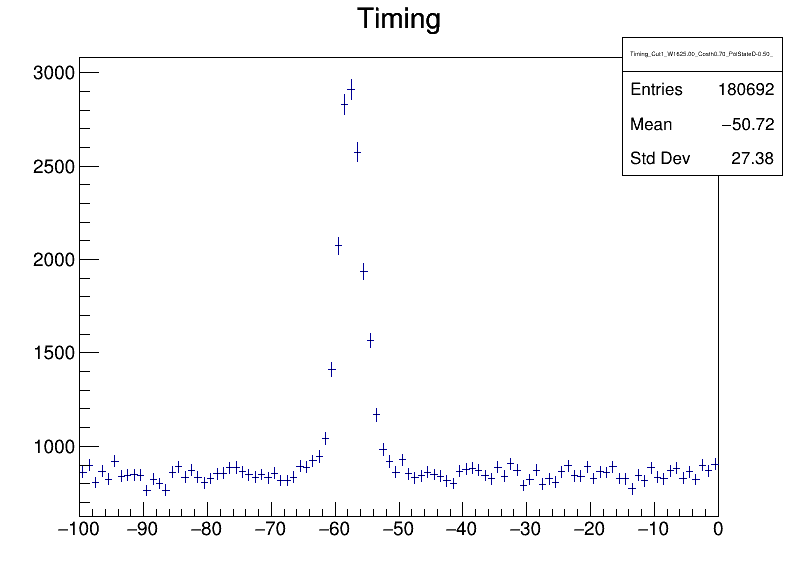 Timing
Timing_Cut1_W1625.00_Costh0.70_PolStateD-0.50_
Entries 180692
Mean −50.72
Std Dev 27.38
3000
2500
2000
1500
1000
−100 −90 −80 −70 −60 −50 −40 −30 −20 −10 0